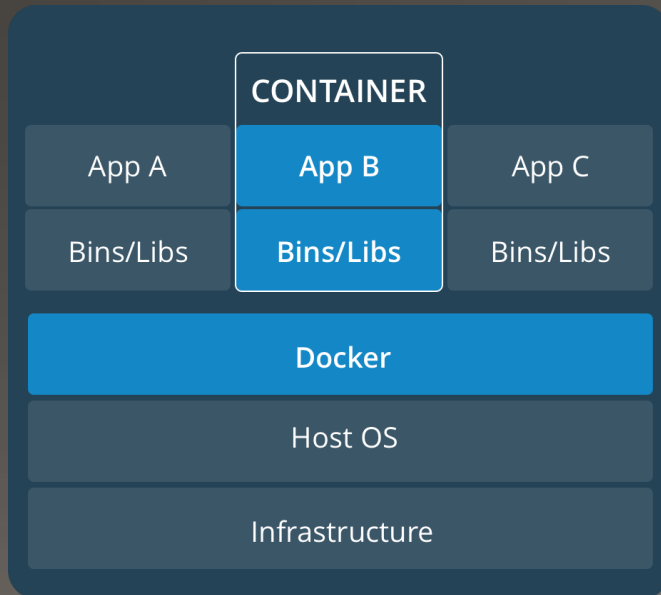 CONTAINER
App A
App B
App C
Bins/Libs
Bins/Libs
Bins/Libs
Docker
Host OS
Infrastructure